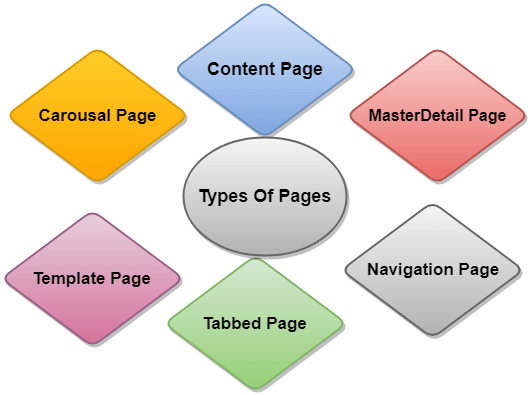 Content Page
Carousal Page
MasterDetail Page
Types Of Pages
Template Page
Navigation Page
Tabbed Page